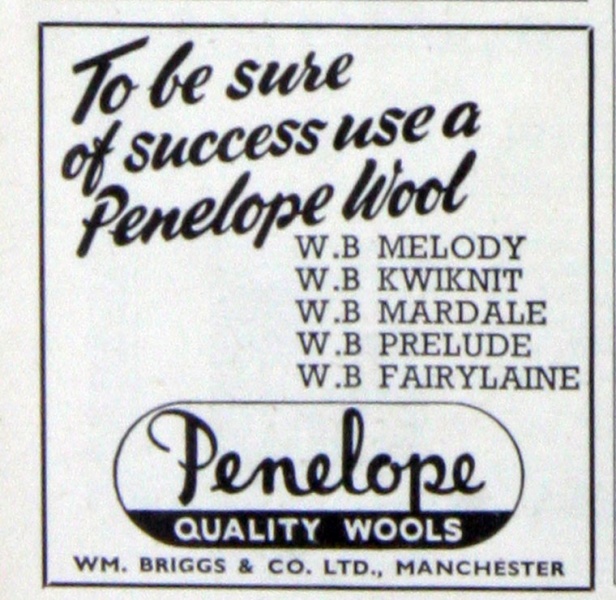 To be sure
of success use a
Penelope Wool
W.B MELODY
W.B KWIKNIT
W.B MARDALE
W.B PRELUDE
W.B FAIRYLAINE
Penelope
QUALITY WOOLS
WM. BRIGGS & CO. LTD., MANCHESTER